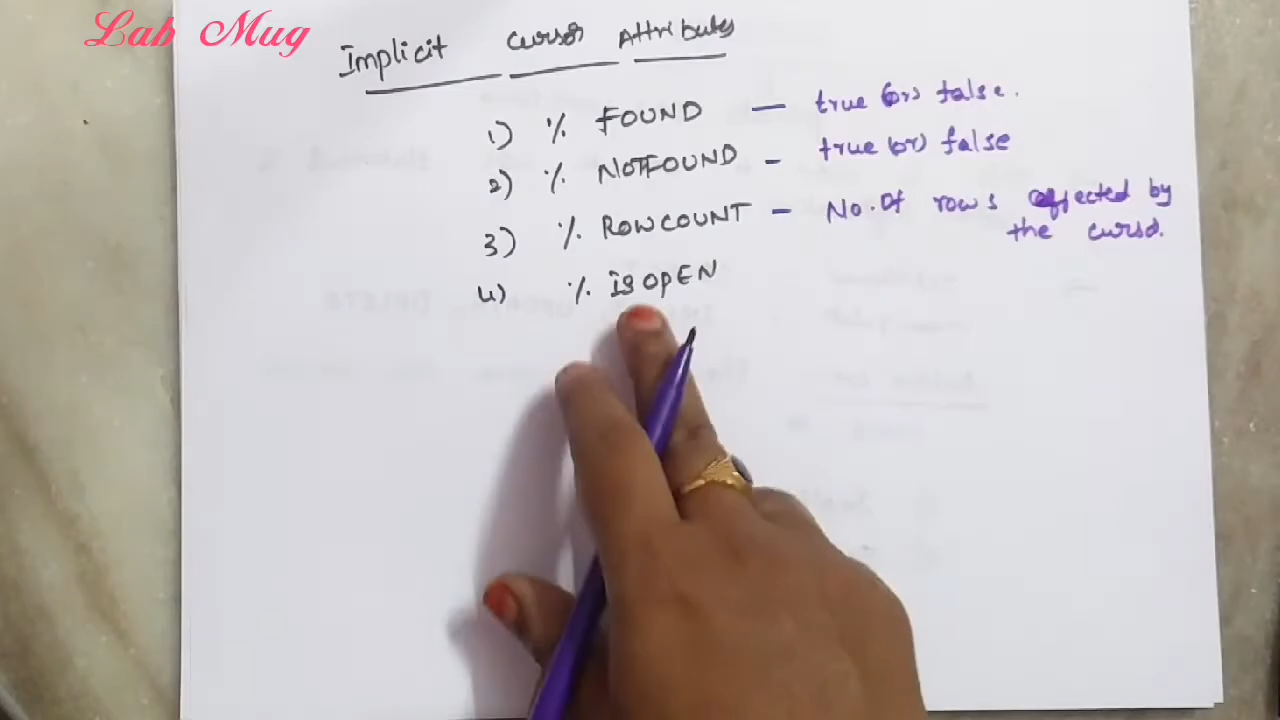 Lab Mug
Implicit cursor Attributes
1) % FOUND — true (or) false.
2) % NOTFOUND - true (or) false
3) % ROWCOUNT - No.Of rows affected by
the cursor.
4) % isOPEN